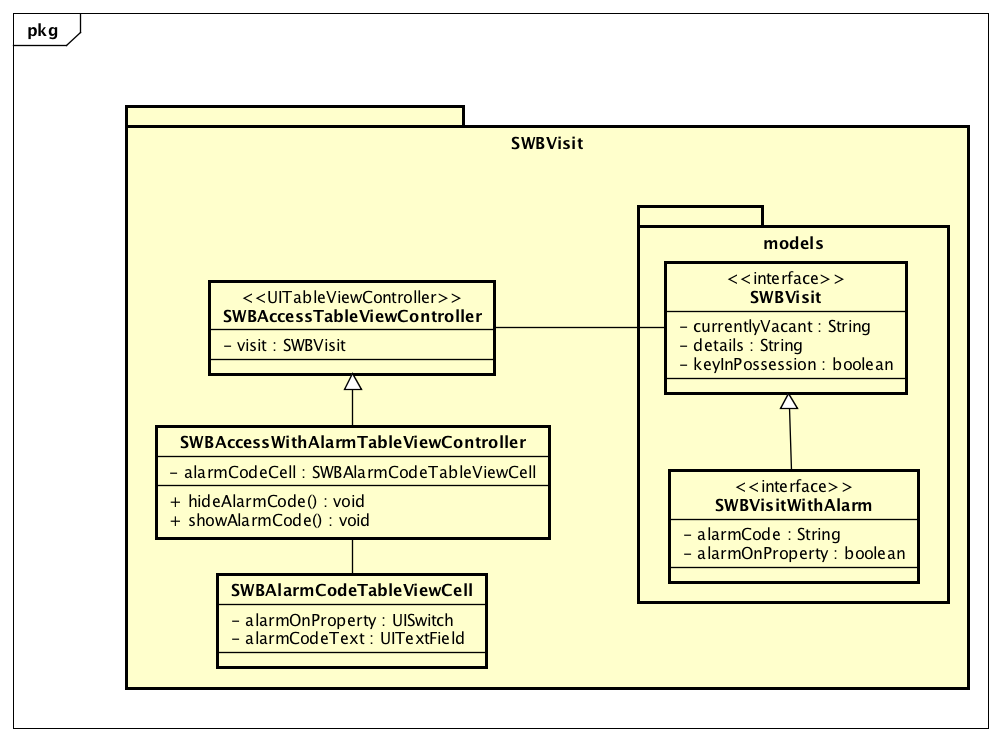 pkg
SWBVisit
models
<<interface>>
SWBVisit
- currentlyVacant : String
- details : String
- keyInPossession : boolean
<<UITableViewController>>
SWBAccessTableViewController
- visit : SWBVisit
SWBAccessWithAlarmTableViewController
- alarmCodeCell : SWBAlarmCodeTableViewCell
+ hideAlarmCode() : void
+ showAlarmCode() : void
<<interface>>
SWBVisitWithAlarm
- alarmCode : String
- alarmOnProperty : boolean
SWBAlarmCodeTableViewCell
- alarmOnProperty : UISwitch
- alarmCodeText : UITextField